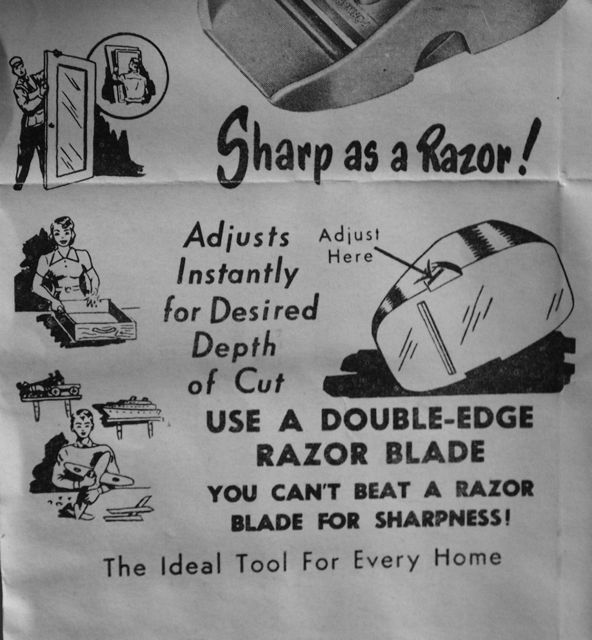 Sharp as a Razor!
Adjusts
Instantly
for Desired
Depth
of Cut
Adjust
Here
USE A DOUBLE-EDGE
RAZOR BLADE
YOU CAN'T BEAT A RAZOR
BLADE FOR SHARPNESS!
The Ideal Tool For Every Home